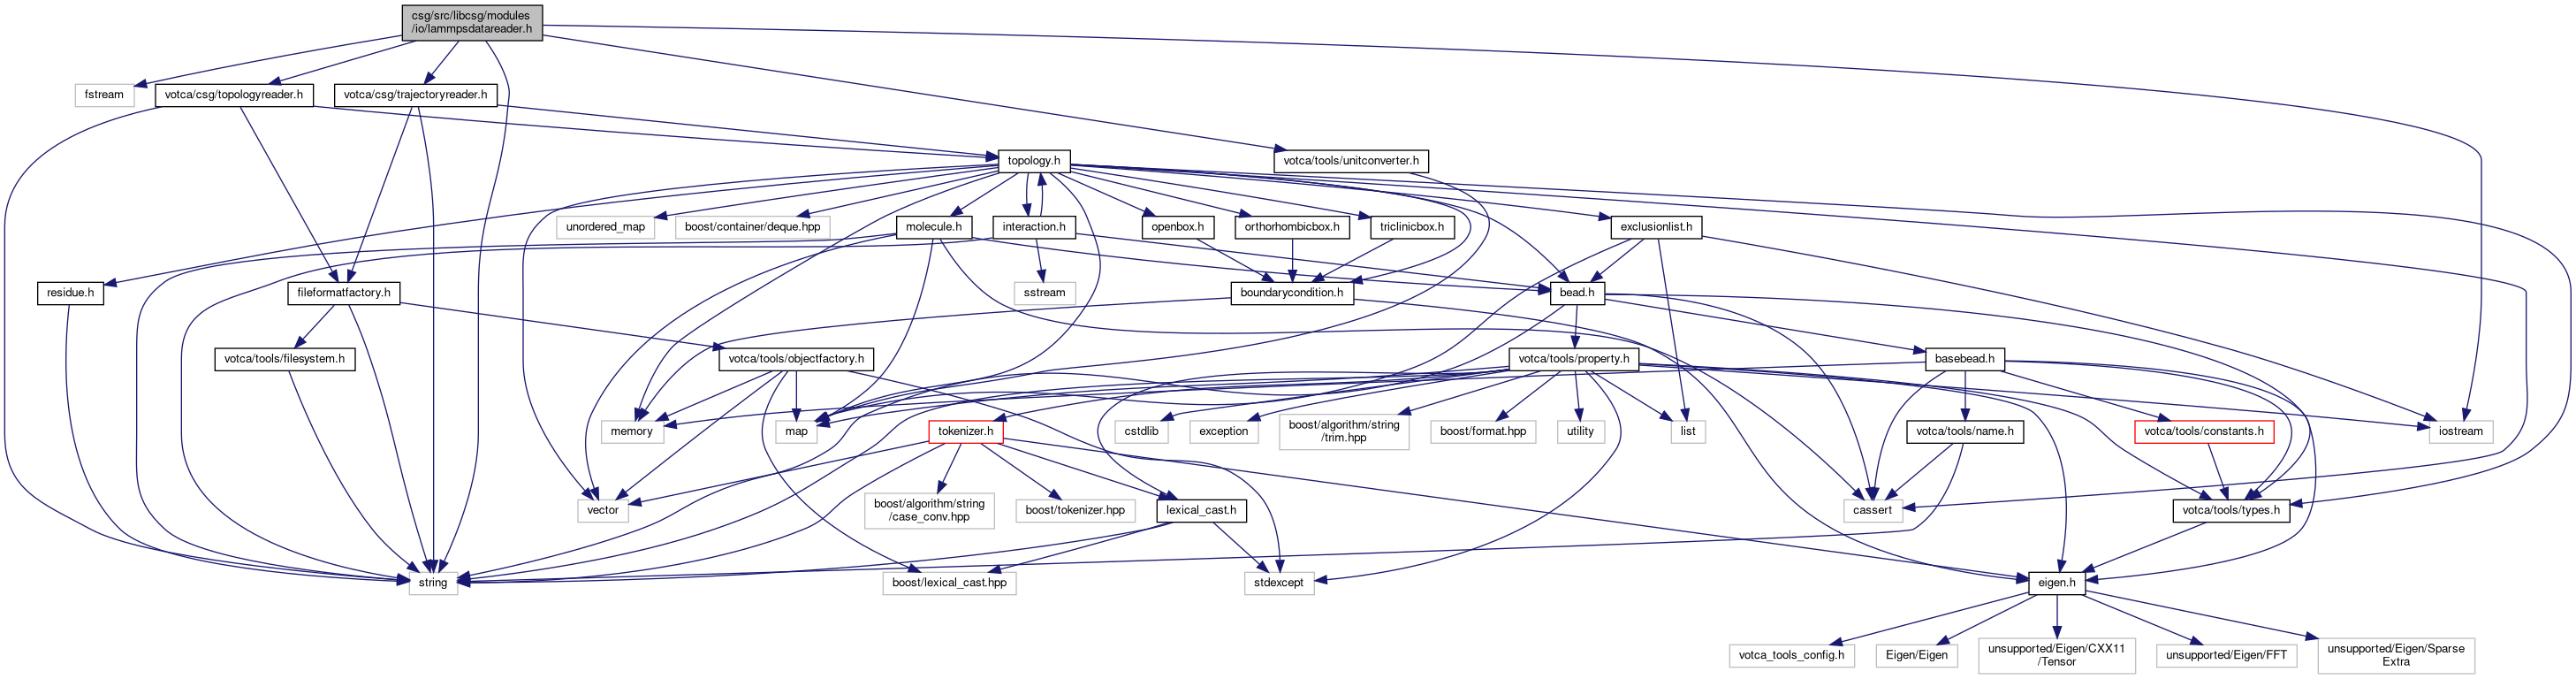 csg/src/libcsg/modules
/io/lammpsdatareader.h
fstream
votca/csg/topologyreader.h
votca/csg/trajectoryreader.h
topology.h
votca/tools/unitconverter.h
unordered_map
boost/container/deque.hpp
molecule.h
interaction.h
openbox.h
orthorhombicbox.h
triclinicbox.h
exclusionlist.h
residue.h
fileformatfactory.h
sstream
boundarycondition.h
bead.h
votca/tools/filesystem.h
votca/tools/objectfactory.h
votca/tools/property.h
basebead.h
memory
map
tokenizer.h
cstdlib
exception
boost/algorithm/string
/trim.hpp
boost/format.hpp
utility
list
votca/tools/name.h
votca/tools/constants.h
iostream
vector
boost/algorithm/string
/case_conv.hpp
boost/tokenizer.hpp
lexical_cast.h
cassert
votca/tools/types.h
string
boost/lexical_cast.hpp
stdexcept
eigen.h
votca_tools_config.h
Eigen/Eigen
unsupported/Eigen/CXX11
/Tensor
unsupported/Eigen/FFT
unsupported/Eigen/Sparse
Extra